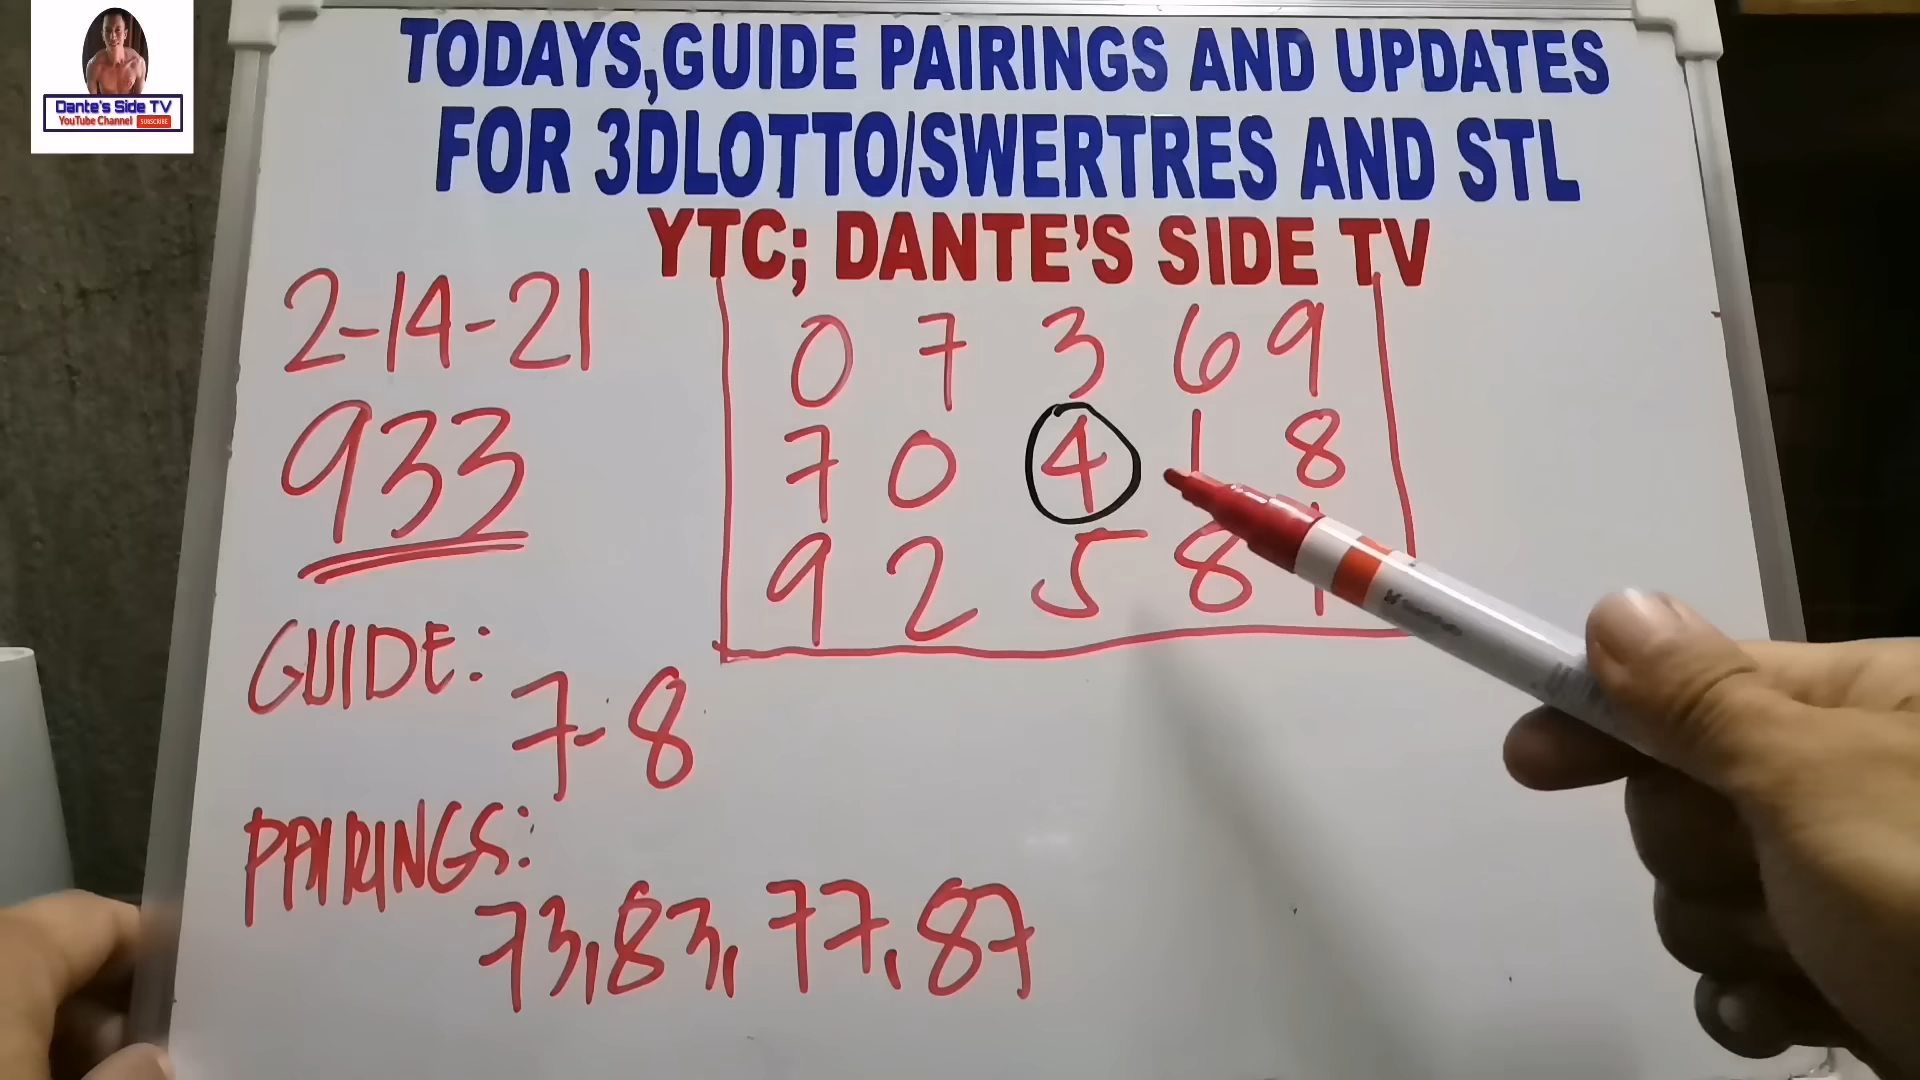 Dante's Side TV
YouTube Channel SUBSCRIBE
TODAYS,GUIDE PAIRINGS AND UPDATES
FOR 3DLOTTO/SWERTRES AND STL
YTC; DANTE'S SIDE TV
2-14-21
933
0 7 3 6 9
7 0 4 1 8
9 2 5 8
GUIDE:
7-8
PAIRINGS:
73,83,77,87